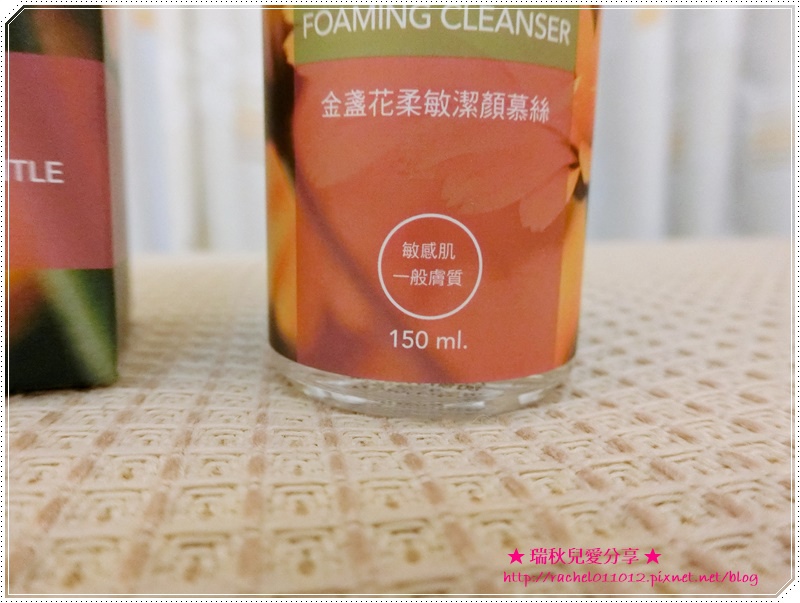 FOAMING CLEANSER
金盞花柔敏潔顏慕絲
TLE
敏感肌
一般膚質
150 ml.
★ 瑞秋兒愛分享 ★
http://rachel011012.pixnet.net/blog